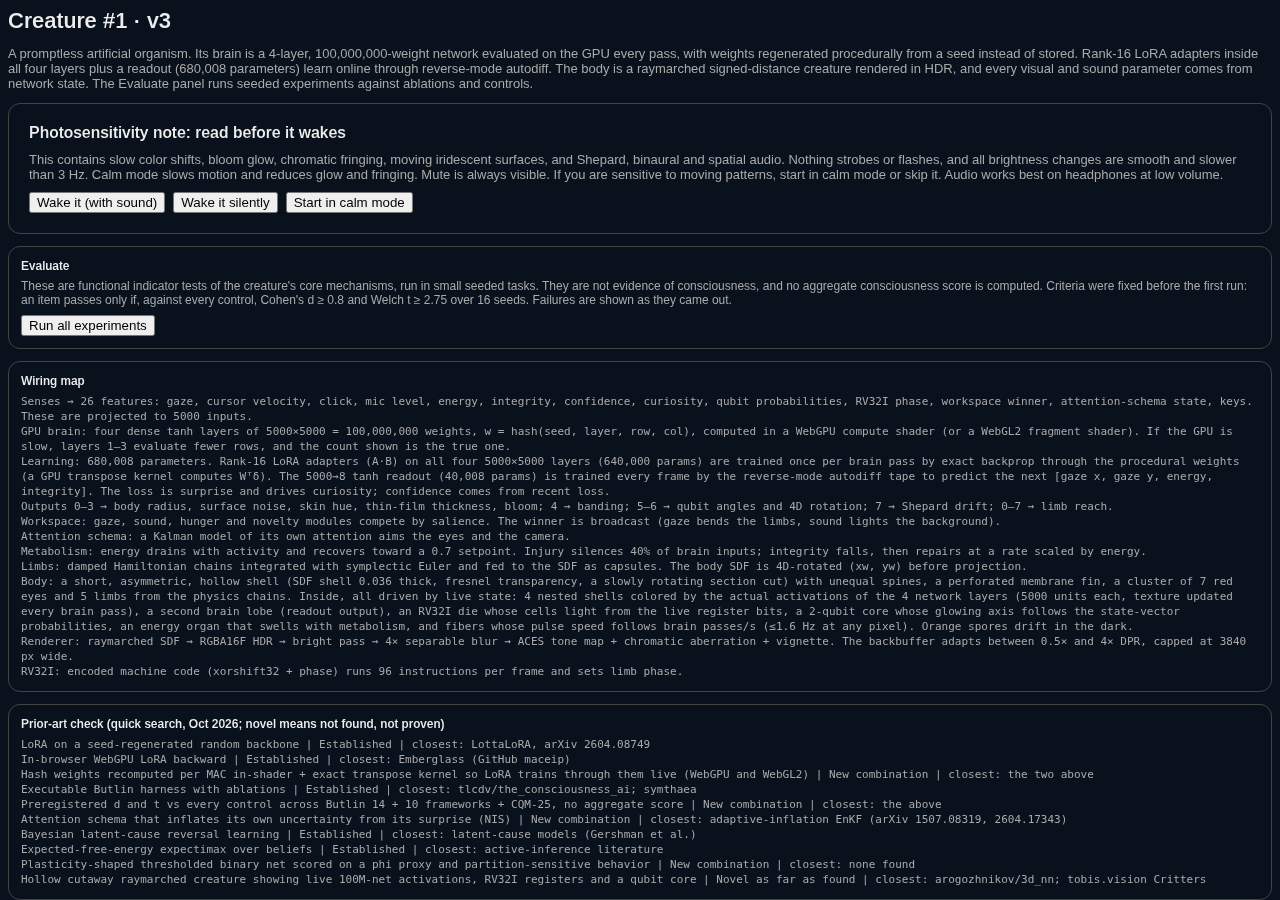 Creature #1 · v3
A promptless artificial organism. Its brain is a 4-layer, 100,000,000-weight network evaluated on the GPU every pass, with weights regenerated procedurally from a seed instead of stored. Rank-16 LoRA adapters inside
all four layers plus a readout (680,008 parameters) learn online through reverse-mode autodiff. The body is a raymarched signed-distance creature rendered in HDR, and every visual and sound parameter comes from
network state. The Evaluate panel runs seeded experiments against ablations and controls.
Photosensitivity note: read before it wakes
This contains slow color shifts, bloom glow, chromatic fringing, moving iridescent surfaces, and Shepard, binaural and spatial audio. Nothing strobes or flashes, and all brightness changes are smooth and slower
than 3 Hz. Calm mode slows motion and reduces glow and fringing. Mute is always visible. If you are sensitive to moving patterns, start in calm mode or skip it. Audio works best on headphones at low volume.
Wake it (with sound) Wake it silently Start in calm mode
Evaluate
These are functional indicator tests of the creature's core mechanisms, run in small seeded tasks. They are not evidence of consciousness, and no aggregate consciousness score is computed. Criteria were fixed before the first run:
an item passes only if, against every control, Cohen's d ≥ 0.8 and Welch t ≥ 2.75 over 16 seeds. Failures are shown as they came out.
Run all experiments
Wiring map
Senses → 26 features: gaze, cursor velocity, click, mic level, energy, integrity, confidence, curiosity, qubit probabilities, RV32I phase, workspace winner, attention-schema state, keys.
These are projected to 5000 inputs.
GPU brain: four dense tanh layers of 5000×5000 = 100,000,000 weights, w = hash(seed, layer, row, col), computed in a WebGPU compute shader (or a WebGL2 fragment shader). If the GPU is
slow, layers 1–3 evaluate fewer rows, and the count shown is the true one.
Learning: 680,008 parameters. Rank-16 LoRA adapters (A·B) on all four 5000×5000 layers (640,000 params) are trained once per brain pass by exact backprop through the procedural weights
(a GPU transpose kernel computes Wᵀδ). The 5000→8 tanh readout (40,008 params) is trained every frame by the reverse-mode autodiff tape to predict the next [gaze x, gaze y, energy,
integrity]. The loss is surprise and drives curiosity; confidence comes from recent loss.
Outputs 0–3 → body radius, surface noise, skin hue, thin-film thickness, bloom; 4 → banding; 5–6 → qubit angles and 4D rotation; 7 → Shepard drift; 0–7 → limb reach.
Workspace: gaze, sound, hunger and novelty modules compete by salience. The winner is broadcast (gaze bends the limbs, sound lights the background).
Attention schema: a Kalman model of its own attention aims the eyes and the camera.
Metabolism: energy drains with activity and recovers toward a 0.7 setpoint. Injury silences 40% of brain inputs; integrity falls, then repairs at a rate scaled by energy.
Limbs: damped Hamiltonian chains integrated with symplectic Euler and fed to the SDF as capsules. The body SDF is 4D-rotated (xw, yw) before projection.
Body: a short, asymmetric, hollow shell (SDF shell 0.036 thick, fresnel transparency, a slowly rotating section cut) with unequal spines, a perforated membrane fin, a cluster of 7 red
eyes and 5 limbs from the physics chains. Inside, all driven by live state: 4 nested shells colored by the actual activations of the 4 network layers (5000 units each, texture updated
every brain pass), a second brain lobe (readout output), an RV32I die whose cells light from the live register bits, a 2-qubit core whose glowing axis follows the state-vector
probabilities, an energy organ that swells with metabolism, and fibers whose pulse speed follows brain passes/s (≤1.6 Hz at any pixel). Orange spores drift in the dark.
Renderer: raymarched SDF → RGBA16F HDR → bright pass → 4× separable blur → ACES tone map + chromatic aberration + vignette. The backbuffer adapts between 0.5× and 4× DPR, capped at 3840
px wide.
RV32I: encoded machine code (xorshift32 + phase) runs 96 instructions per frame and sets limb phase.
Prior-art check (quick search, Oct 2026; novel means not found, not proven)
LoRA on a seed-regenerated random backbone | Established | closest: LottaLoRA, arXiv 2604.08749
In-browser WebGPU LoRA backward | Established | closest: Emberglass (GitHub maceip)
Hash weights recomputed per MAC in-shader + exact transpose kernel so LoRA trains through them live (WebGPU and WebGL2) | New combination | closest: the two above
Executable Butlin harness with ablations | Established | closest: tlcdv/the_consciousness_ai; symthaea
Preregistered d and t vs every control across Butlin 14 + 10 frameworks + CQM-25, no aggregate score | New combination | closest: the above
Attention schema that inflates its own uncertainty from its surprise (NIS) | New combination | closest: adaptive-inflation EnKF (arXiv 1507.08319, 2604.17343)
Bayesian latent-cause reversal learning | Established | closest: latent-cause models (Gershman et al.)
Expected-free-energy expectimax over beliefs | Established | closest: active-inference literature
Plasticity-shaped thresholded binary net scored on a phi proxy and partition-sensitive behavior | New combination | closest: none found
Hollow cutaway raymarched creature showing live 100M-net activations, RV32I registers and a qubit core | Novel as far as found | closest: arogozhnikov/3d_nn; tobis.vision Critters